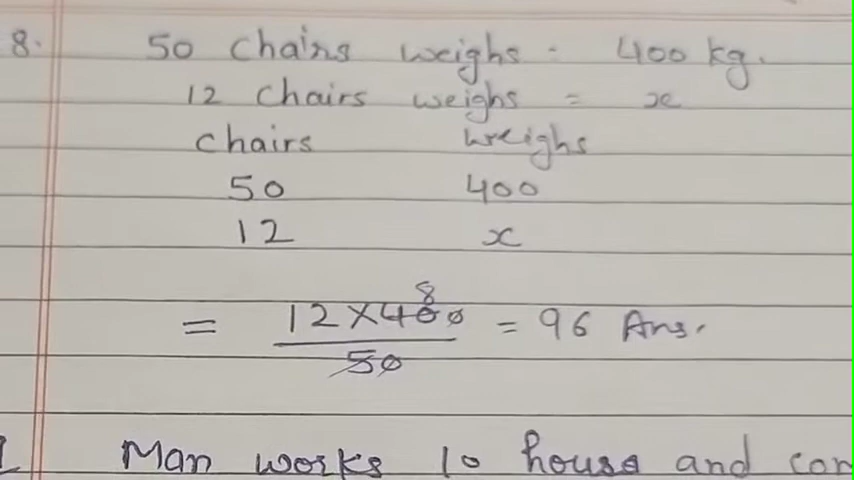 8. 50 Chairs weighs = 400 kg.
12 Chairs weighs = x
Chairs weighs
50 400
12 x
8
= 12 × 400 = 96 Ans.
50
Man works 10 house and